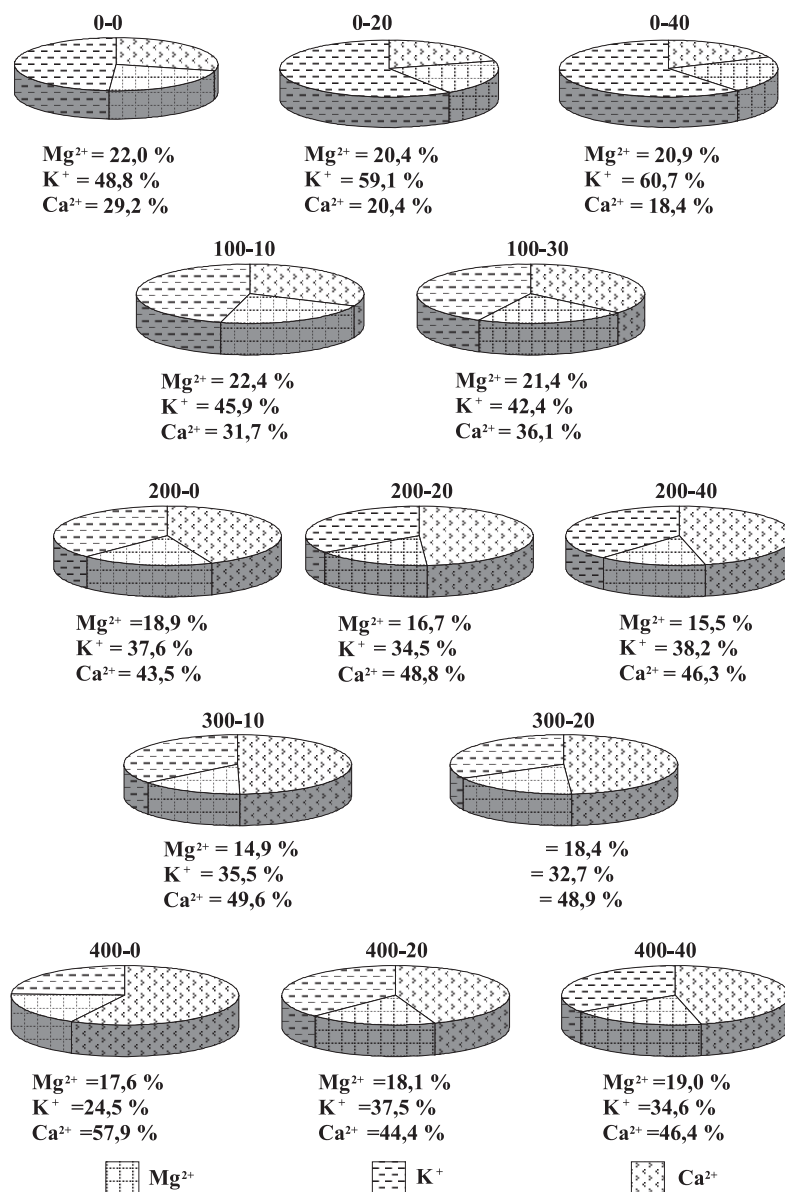 0-0
0-20
0-40
Mg²⁺ = 22,0 %
K⁺ = 48,8 %
Ca²⁺ = 29,2 %
Mg²⁺ = 20,4 %
K⁺ = 59,1 %
Ca²⁺ = 20,4 %
Mg²⁺ = 20,9 %
K⁺ = 60,7 %
Ca²⁺ = 18,4 %
100-10
100-30
Mg²⁺ = 22,4 %
K⁺ = 45,9 %
Ca²⁺ = 31,7 %
Mg²⁺ = 21,4 %
K⁺ = 42,4 %
Ca²⁺ = 36,1 %
200-0
200-20
200-40
Mg²⁺ =18,9 %
K⁺ = 37,6 %
Ca²⁺= 43,5 %
Mg²⁺ = 16,7 %
K⁺ = 34,5 %
Ca²⁺ = 48,8 %
Mg²⁺ = 15,5 %
K⁺ = 38,2 %
Ca²⁺ = 46,3 %
300-10
300-20
Mg²⁺ = 14,9 %
K⁺ = 35,5 %
Ca²⁺ = 49,6 %
= 18,4 %
= 32,7 %
= 48,9 %
400-0
400-20
400-40
Mg²⁺ =17,6 %
K⁺ =24,5 %
Ca²⁺ = 57,9 %
Mg²⁺ =18,1 %
K⁺ =37,5 %
Ca²⁺ = 44,4 %
Mg²⁺ =19,0 %
K⁺ =34,6 %
Ca²⁺ =46,4 %
Mg²⁺
K⁺
Ca²⁺